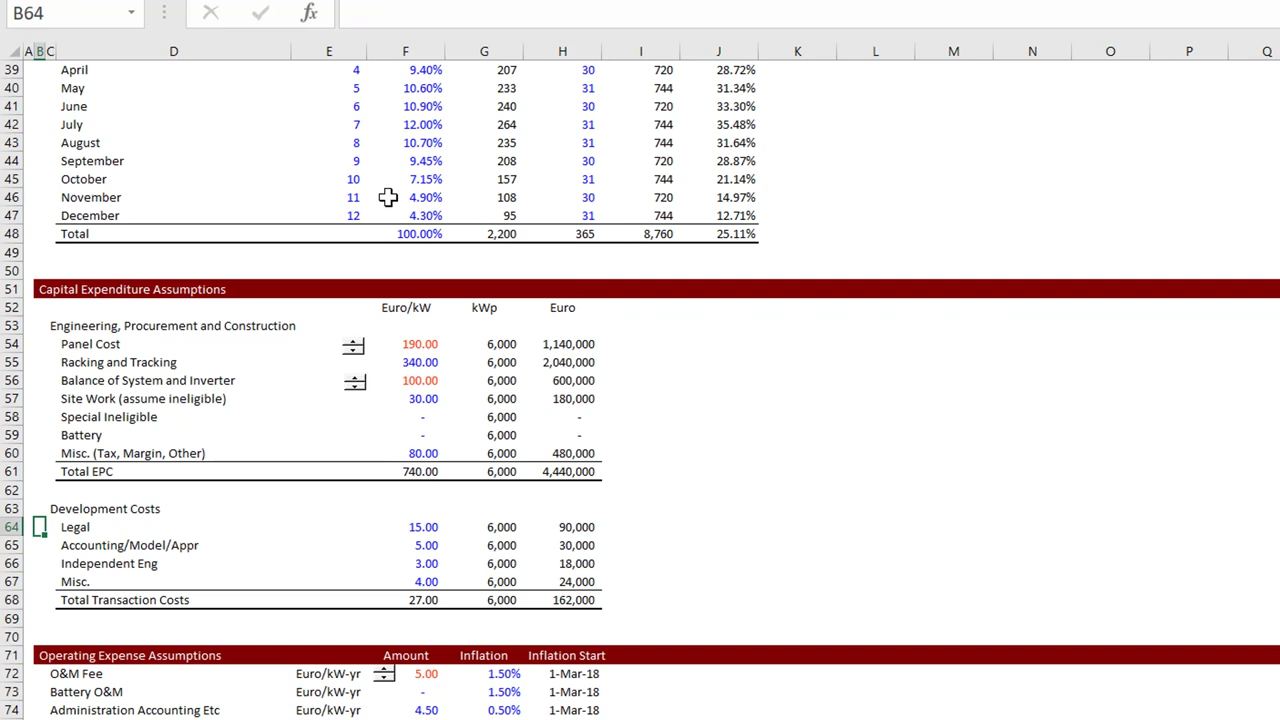 B64 fx
A B C D E F G H I J K L M N O P Q
39 April 4 9.40% 207 30 720 28.72%
40 May 5 10.60% 233 31 744 31.34%
41 June 6 10.90% 240 30 720 33.30%
42 July 7 12.00% 264 31 744 35.48%
43 August 8 10.70% 235 31 744 31.64%
44 September 9 9.45% 208 30 720 28.87%
45 October 10 7.15% 157 31 744 21.14%
46 November 11 4.90% 108 30 720 14.97%
47 December 12 4.30% 95 31 744 12.71%
48 Total 100.00% 2,200 365 8,760 25.11%
49
50
51 Capital Expenditure Assumptions
52 Euro/kW kWp Euro
53 Engineering, Procurement and Construction
54 Panel Cost 190.00 6,000 1,140,000
55 Racking and Tracking 340.00 6,000 2,040,000
56 Balance of System and Inverter 100.00 6,000 600,000
57 Site Work (assume ineligible) 30.00 6,000 180,000
58 Special Ineligible - 6,000 -
59 Battery - 6,000 -
60 Misc. (Tax, Margin, Other) 80.00 6,000 480,000
61 Total EPC 740.00 6,000 4,440,000
62
63 Development Costs
64 Legal 15.00 6,000 90,000
65 Accounting/Model/Appr 5.00 6,000 30,000
66 Independent Eng 3.00 6,000 18,000
67 Misc. 4.00 6,000 24,000
68 Total Transaction Costs 27.00 6,000 162,000
69
70
71 Operating Expense Assumptions Amount Inflation Inflation Start
72 O&M Fee Euro/kW-yr 5.00 1.50% 1-Mar-18
73 Battery O&M Euro/kW-yr - 1.50% 1-Mar-18
74 Administration Accounting Etc Euro/kW-yr 4.50 0.50% 1-Mar-18